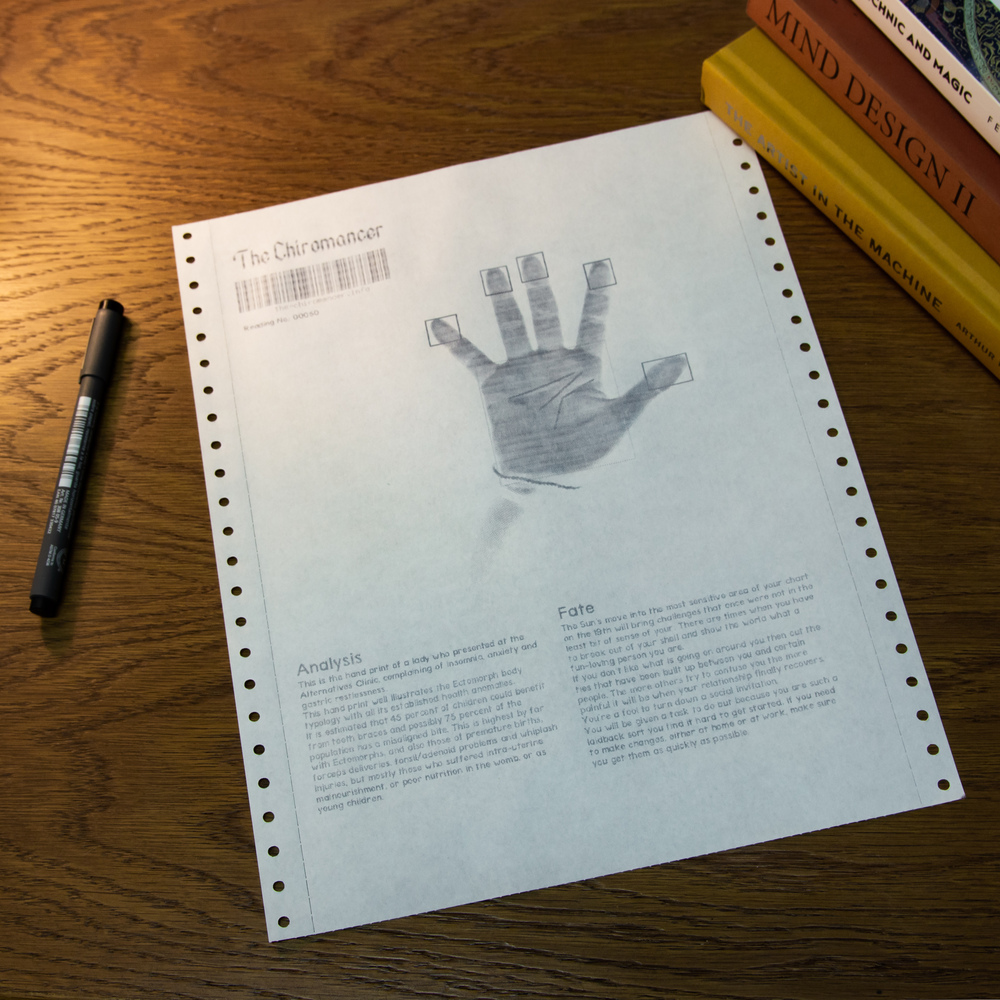 The Chiromancer
Reading No. 00050
Analysis
This is the hand print of a lady who presented at the
Alternatives Clinic, complaining of insomnia, anxiety and
gastric restlessness.
This hand print well illustrates the Ectomorph body
typology with all its established health anomalies.
It is estimated that 45 percent of children could benefit
from teeth braces and possibly 75 percent of the
population has a misaligned bite. This is highest by far
with Ectomorphs, and also those of premature births,
forceps deliveries, tonsil/adenoid problems and whiplash
injuries, but mostly those who suffered intra-uterine
malnourishment, or poor nutrition in the womb, or as
young children.
Fate
The Sun's move into the most sensitive area of your chart
on the 19th will bring challenges that once were not in the
least bit of sense of your. There are times when you have
to break out of your shell and show the world what a
fun-loving person you are.
If you don't like what is going on around you then cut the
ties that have been built up between you and certain
people. The more others try to confuse you the more
painful it will be when your relationship finally recovers.
You're a fool to turn down a social invitation.
You will be given a task to do but because you are such a
laidback sort you find it hard to get started. If you need
to make changes, either at home or at work, make sure
you get them as quickly as possible.
CHNIC AND MAGIC
FE
MIND DESIGN II
THE ARTIST IN THE MACHINE
ARTHUR